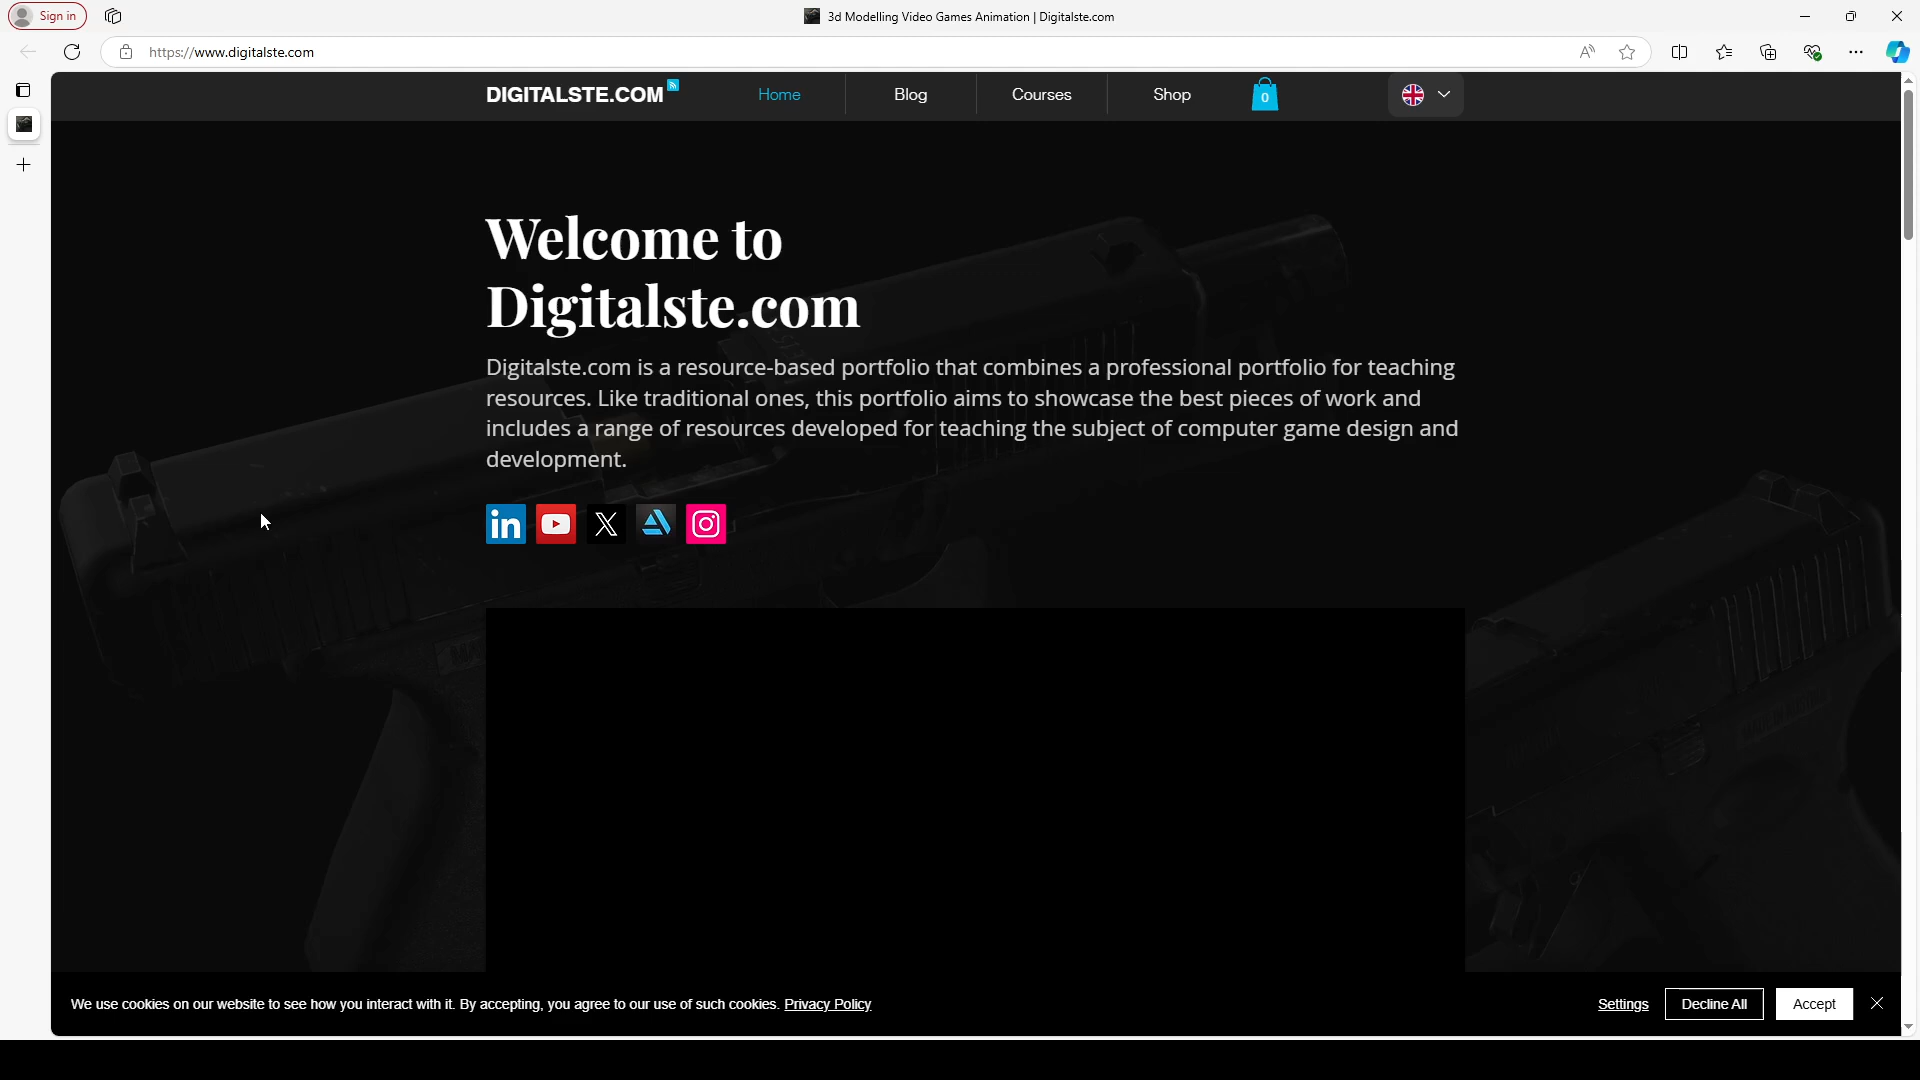 Sign in
3d Modelling Video Games Animation | Digitalste.com
https://www.digitalste.com
DIGITALSTE.COM
Home
Blog
Courses
Shop
0
Welcome to
Digitalste.com
Digitalste.com is a resource-based portfolio that combines a professional portfolio for teaching
resources. Like traditional ones, this portfolio aims to showcase the best pieces of work and
includes a range of resources developed for teaching the subject of computer game design and
development.
in
X
We use cookies on our website to see how you interact with it. By accepting, you agree to our use of such cookies. Privacy Policy
Settings
Decline All
Accept